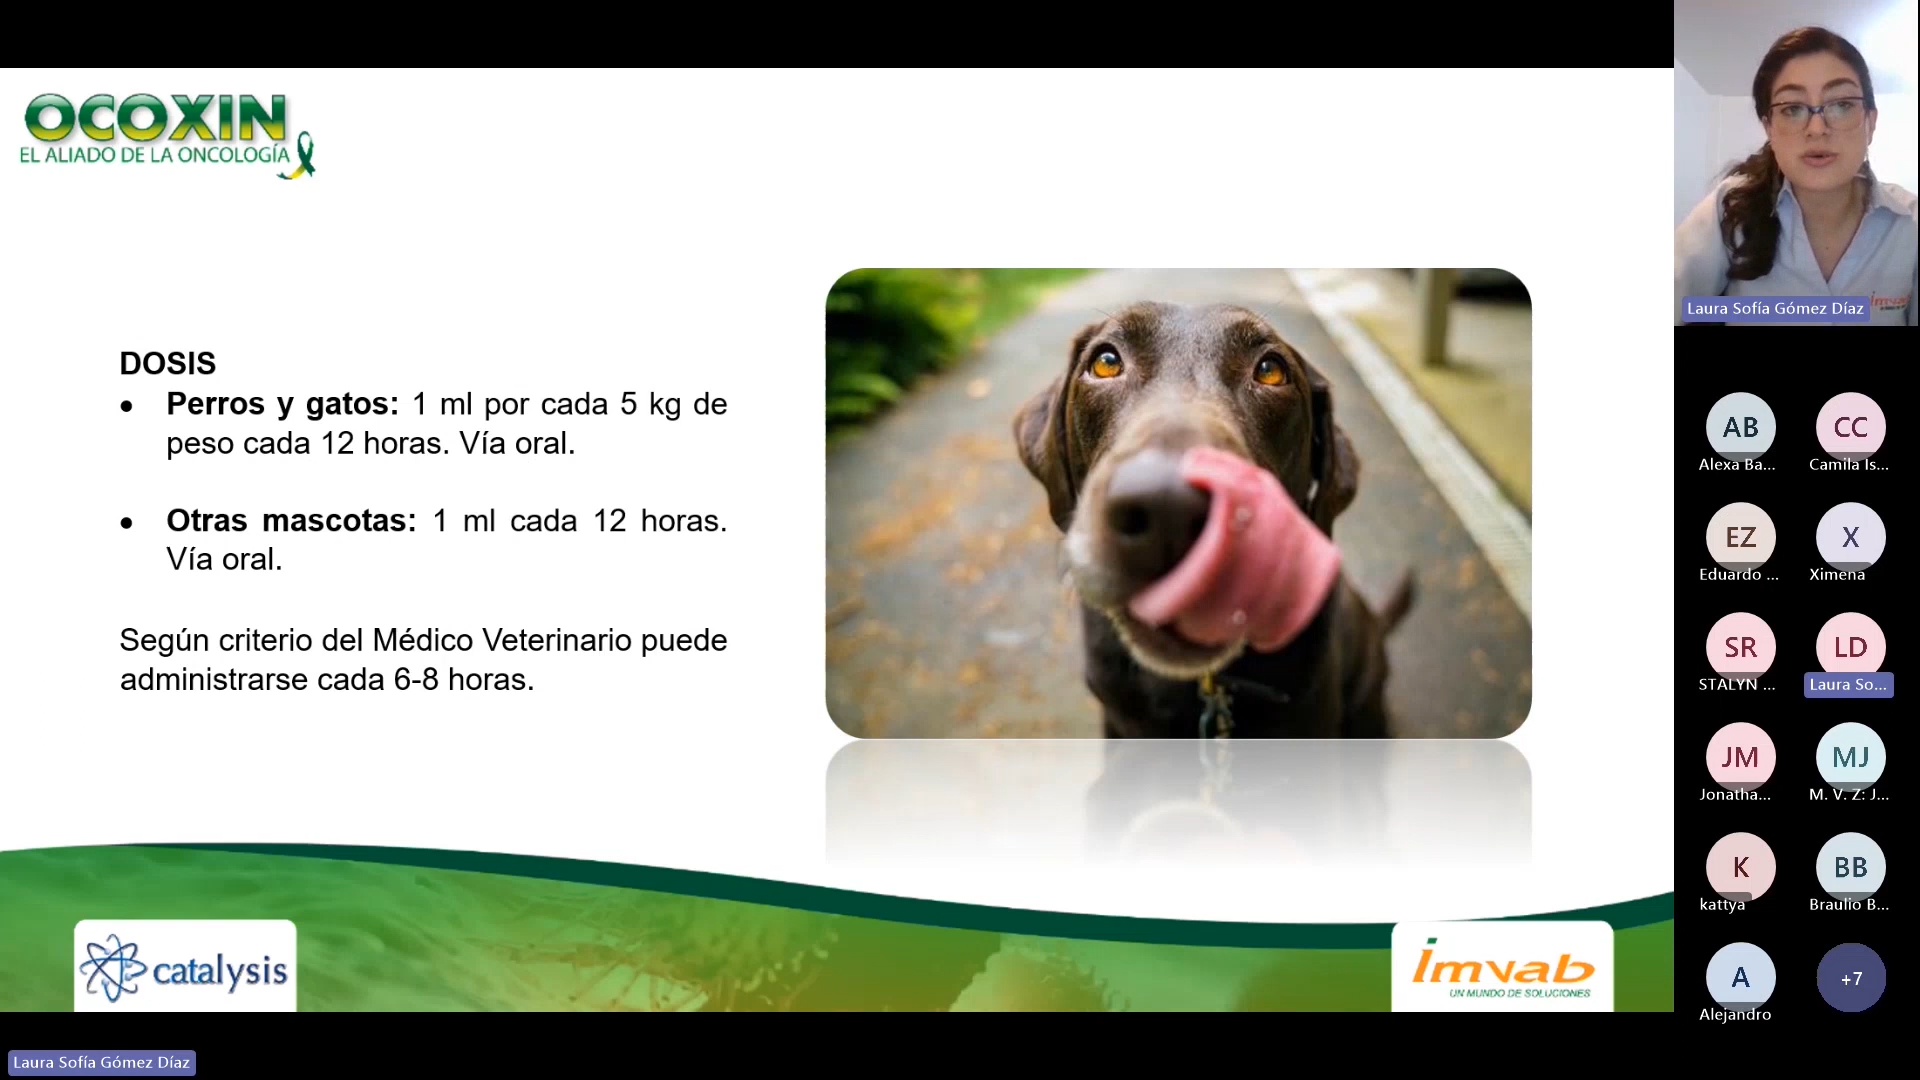 OCOXIN
EL ALIADO DE LA ONCOLOGÍA
DOSIS
• Perros y gatos: 1 ml por cada 5 kg de
peso cada 12 horas. Vía oral.
• Otras mascotas: 1 ml cada 12 horas.
Vía oral.
Según criterio del Médico Veterinario puede
administrarse cada 6-8 horas.
catalysis
imvab
UN MUNDO DE SOLUCIONES
Laura Sofía Gómez Díaz
imvab
Laura Sofía Gómez Díaz
AB
Alexa Ba...
CC
Camila Is...
EZ
Eduardo ...
X
Ximena
SR
STALYN ...
LD
Laura So...
JM
Jonatha...
MJ
M. V. Z: J...
K
kattya
BB
Braulio B...
A
Alejandro
+7